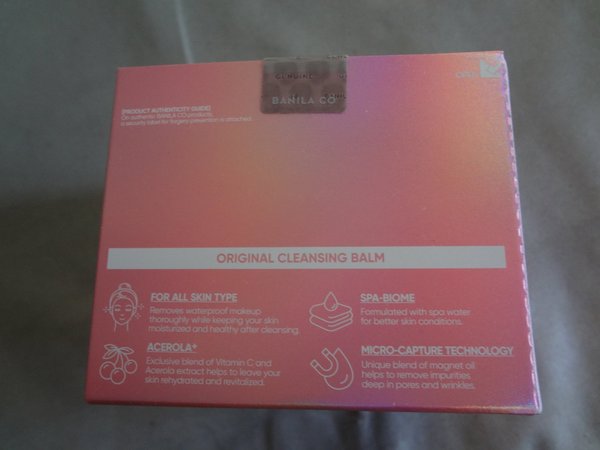 GENUINE
BANILA CO
[PRODUCT AUTHENTICITY GUIDE]
On authentic BANILA CO products,
a security label for forgery prevention is attached.
ORIGINAL CLEANSING BALM
FOR ALL SKIN TYPE
Removes waterproof makeup
thoroughly while keeping your skin
moisturized and healthy after cleansing.
SPA-BIOME
Formulated with spa water
for better skin conditions.
ACEROLA+
Exclusive blend of Vitamin C and
Acerola extract helps to leave your
skin rehydrated and revitalized.
MICRO-CAPTURE TECHNOLOGY
Unique blend of magnet oil
helps to remove impurities
deep in pores and wrinkles.